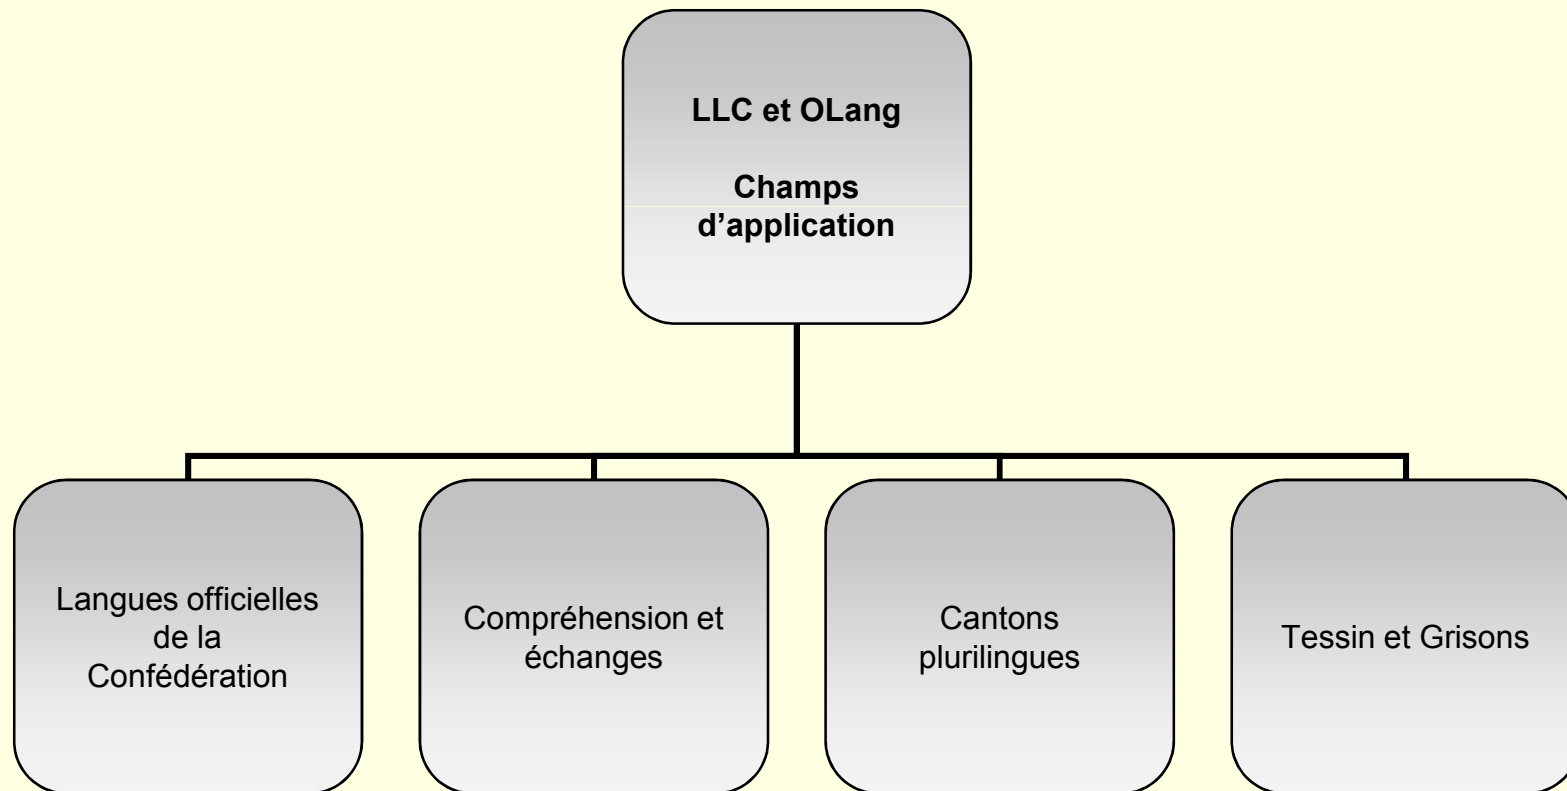 LLC et OLang
Champs
d’application
Langues officielles
de la
Confédération
Compréhension et
échanges
Cantons
plurilingues
Tessin et Grisons